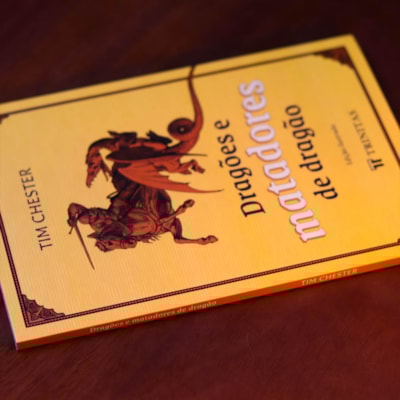 TIM CHESTER
Dragões e
matadores
de dragão
TRINITAS
Dragões e matadores de dragão
TIM CHESTER